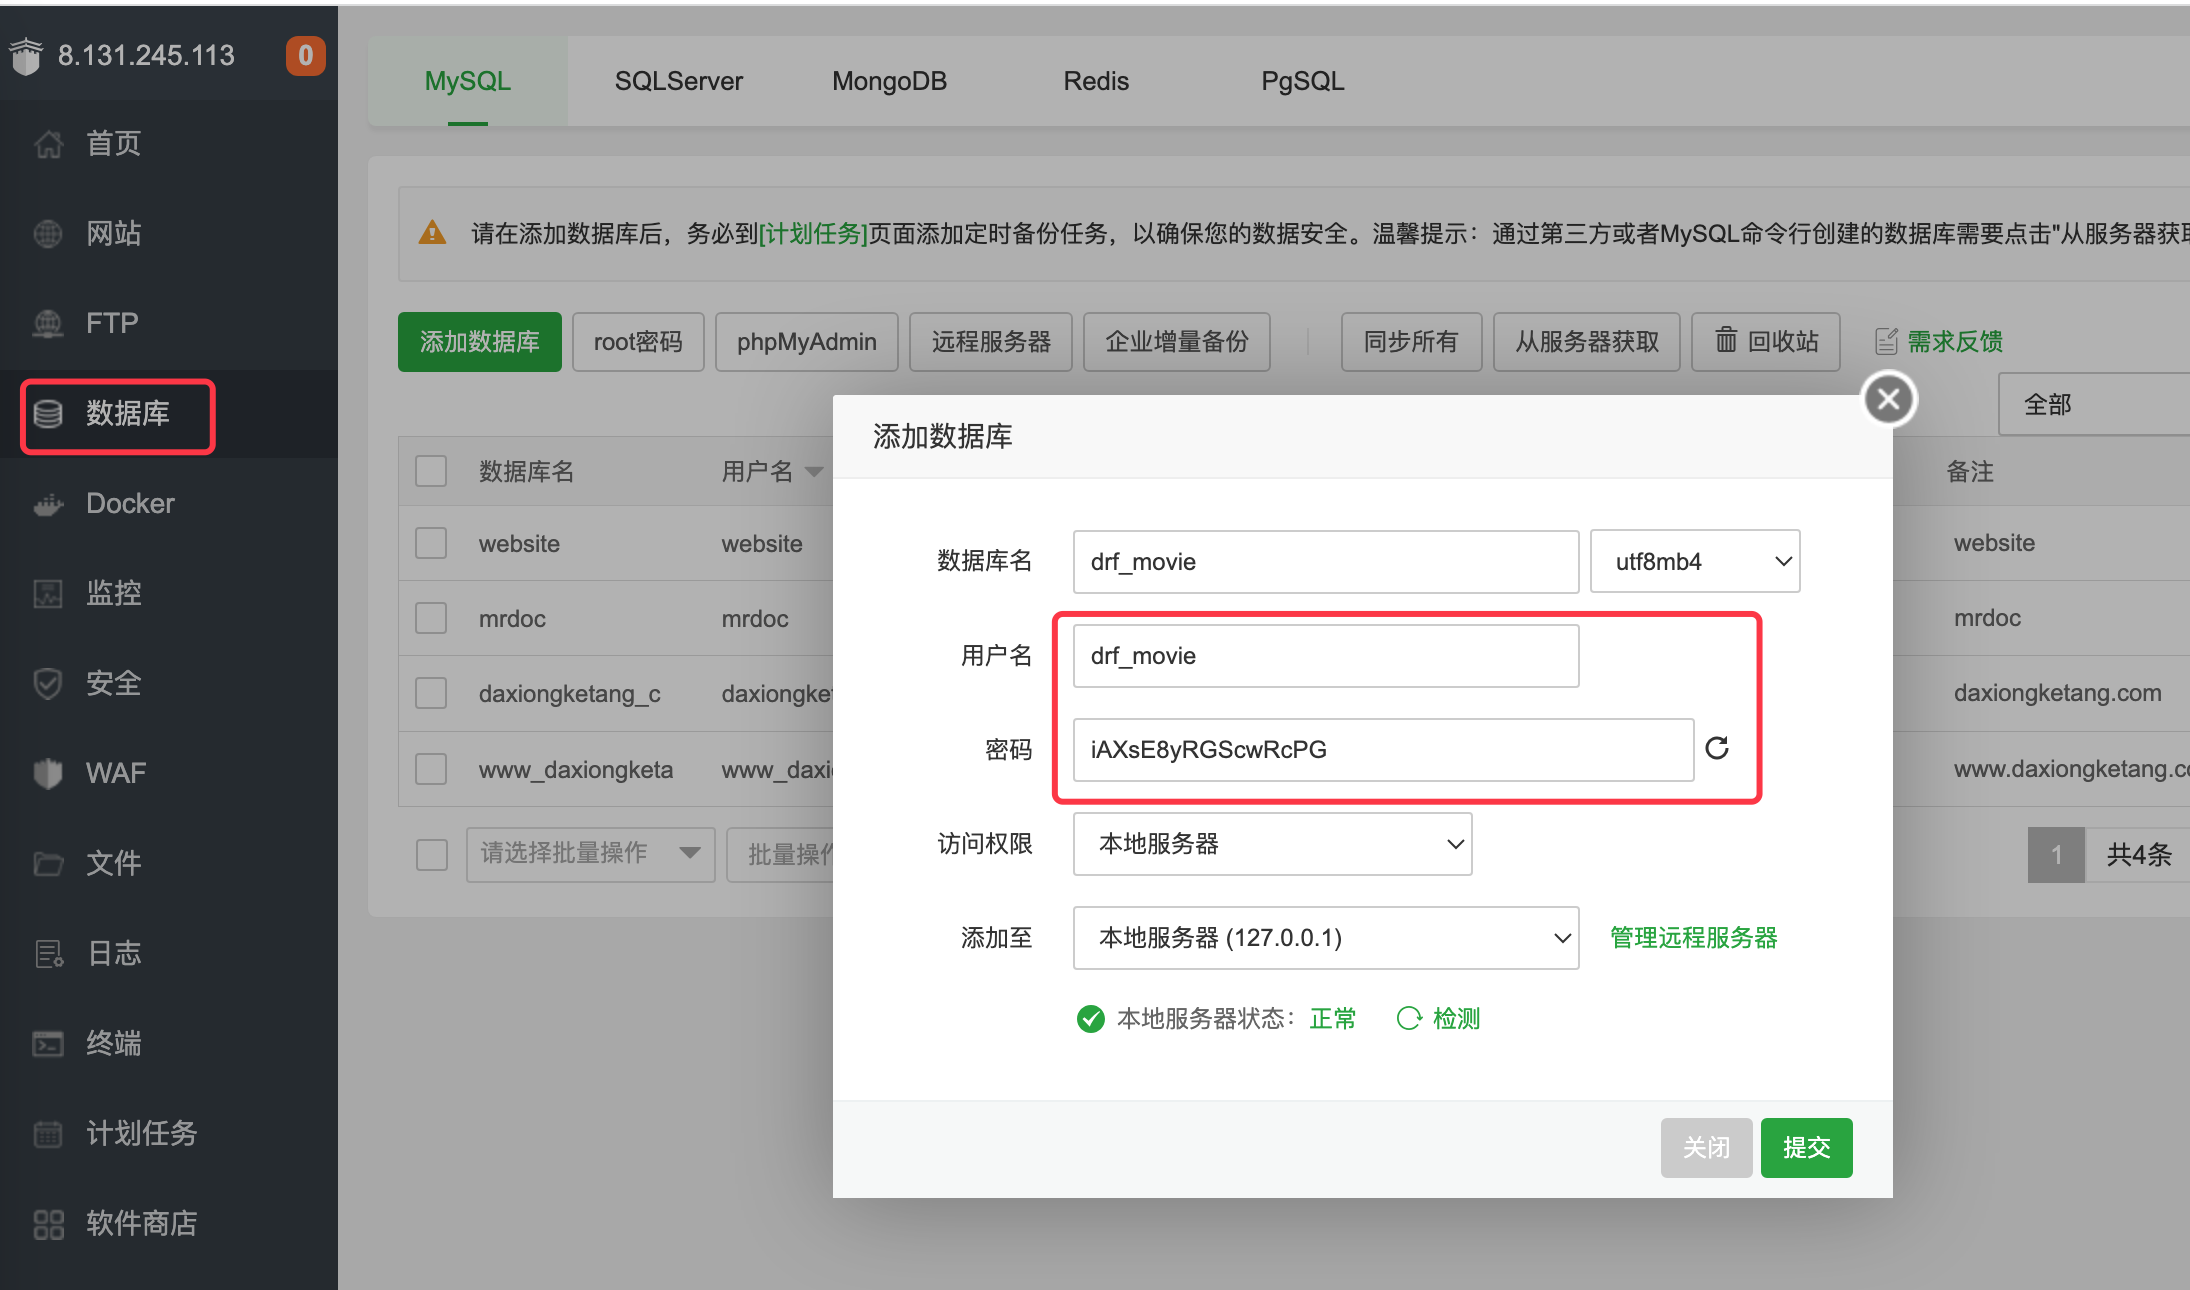 8.131.245.113 0
首页
网站
FTP
数据库
Docker
监控
安全
WAF
文件
日志
终端
计划任务
软件商店
MySQL SQLServer MongoDB Redis PgSQL
请在添加数据库后，务必到[计划任务]页面添加定时备份任务，以确保您的数据安全。温馨提示：通过第三方或者MySQL命令行创建的数据库需要点击"从服务器获取
添加数据库 root密码 phpMyAdmin 远程服务器 企业增量备份 同步所有 从服务器获取 回收站 需求反馈
全部
数据库名 用户名 备注
website website website
mrdoc mrdoc mrdoc
daxiongketang_c daxiongket daxiongketang.com
www_daxiongketa www_daxi www.daxiongketang.co
请选择批量操作 批量操作 1 共4条
添加数据库
数据库名 drf_movie utf8mb4
用户名 drf_movie
密码 iAXsE8yRGScwRcPG
访问权限 本地服务器
添加至 本地服务器 (127.0.0.1) 管理远程服务器
本地服务器状态：正常 检测
关闭 提交